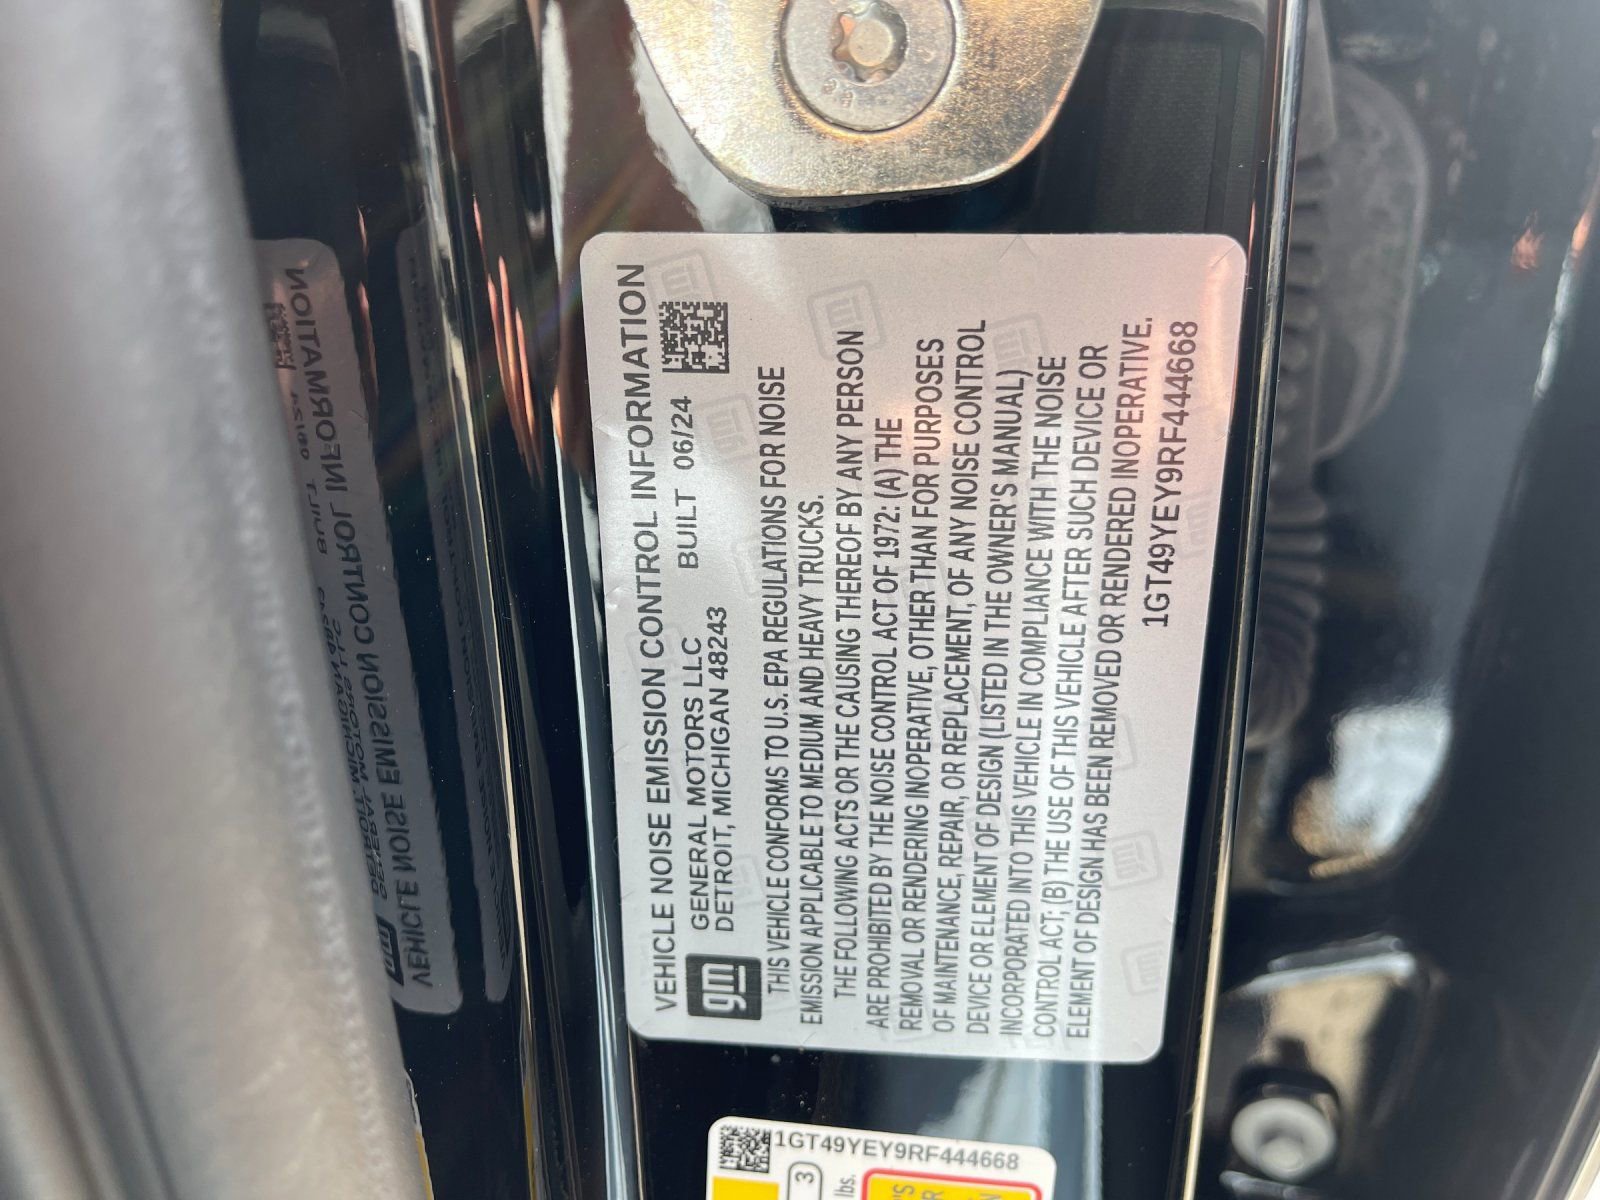 VEHICLE NOISE EMISSION CONTROL INFORMATION
gm GENERAL MOTORS LLC BUILT 06/24
DETROIT, MICHIGAN 48243
THIS VEHICLE CONFORMS TO U.S. EPA REGULATIONS FOR NOISE
EMISSION APPLICABLE TO MEDIUM AND HEAVY TRUCKS.
THE FOLLOWING ACTS OR THE CAUSING THEREOF BY ANY PERSON
ARE PROHIBITED BY THE NOISE CONTROL ACT OF 1972: (A) THE
REMOVAL OR RENDERING INOPERATIVE, OTHER THAN FOR PURPOSES
OF MAINTENANCE, REPAIR, OR REPLACEMENT, OF ANY NOISE CONTROL
DEVICE OR ELEMENT OF DESIGN (LISTED IN THE OWNER'S MANUAL)
INCORPORATED INTO THIS VEHICLE IN COMPLIANCE WITH THE NOISE
CONTROL ACT; (B) THE USE OF THIS VEHICLE AFTER SUCH DEVICE OR
ELEMENT OF DESIGN HAS BEEN REMOVED OR RENDERED INOPERATIVE.
1GT49YEY9RF444668
1GT49YEY9RF444668
3
lbs.